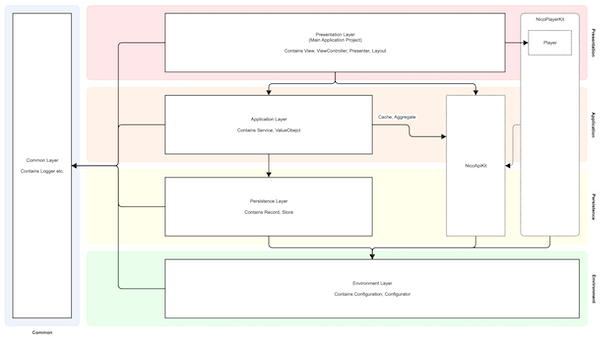 NicoPlayerKit
Presentation Layer
(Main Application Project)
Contains View, ViewController, Presenter, Layout
Player
Presentation
Application Layer
Contains Service, ValueObejct
Cache, Aggregate
NicoApiKit
Application
Common Layer
Contains Logger etc.
Persistence Layer
Contains Record, Store
Persistence
Environment Layer
Contains Configuration, Configurator
Environment
Common